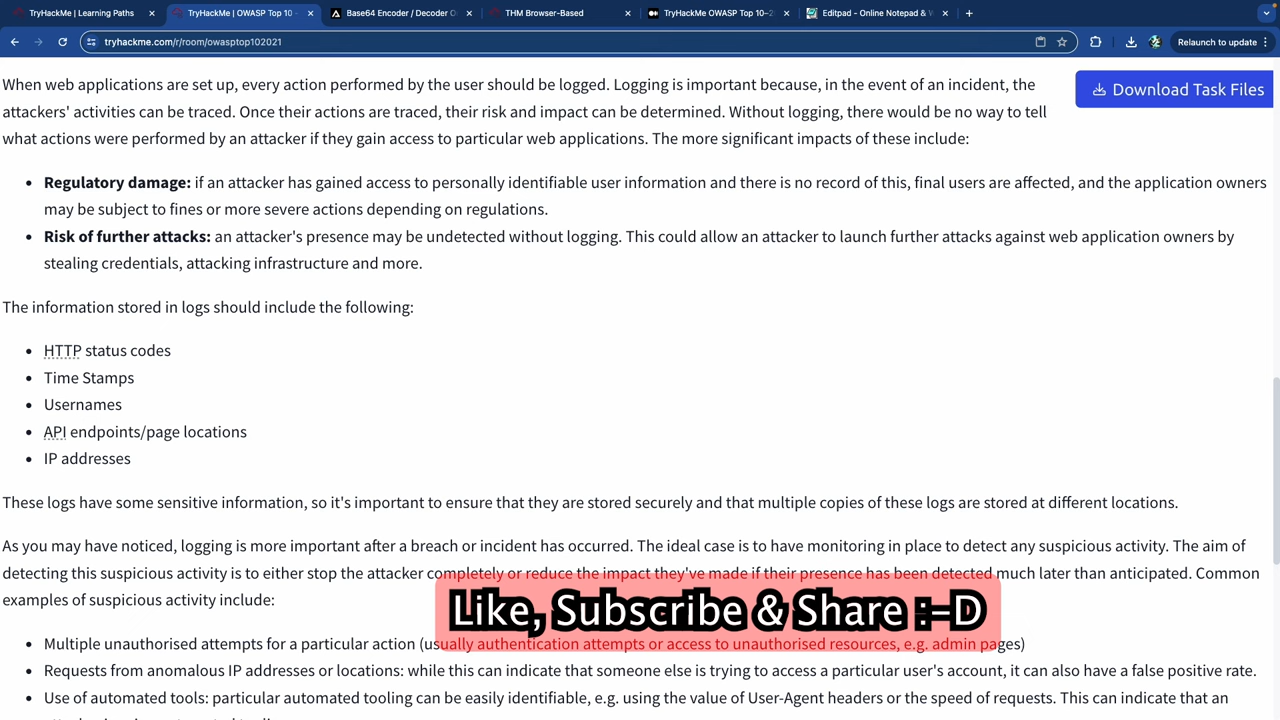 TryHackMe | Learning Paths
TryHackMe | OWASP Top 10 -
Base64 Encoder / Decoder O
THM Browser-Based
TryHackMe OWASP Top 10–2
Editpad - Online Notepad & W
tryhackme.com/r/room/owasptop102021
Relaunch to update
When web applications are set up, every action performed by the user should be logged. Logging is important because, in the event of an incident, the
attackers' activities can be traced. Once their actions are traced, their risk and impact can be determined. Without logging, there would be no way to tell
what actions were performed by an attacker if they gain access to particular web applications. The more significant impacts of these include:
Download Task Files
• Regulatory damage: if an attacker has gained access to personally identifiable user information and there is no record of this, final users are affected, and the application owners
may be subject to fines or more severe actions depending on regulations.
• Risk of further attacks: an attacker's presence may be undetected without logging. This could allow an attacker to launch further attacks against web application owners by
stealing credentials, attacking infrastructure and more.
The information stored in logs should include the following:
• HTTP status codes
• Time Stamps
• Usernames
• API endpoints/page locations
• IP addresses
These logs have some sensitive information, so it's important to ensure that they are stored securely and that multiple copies of these logs are stored at different locations.
As you may have noticed, logging is more important after a breach or incident has occurred. The ideal case is to have monitoring in place to detect any suspicious activity. The aim of
detecting this suspicious activity is to either stop the attacker completely or reduce the impact they've made if their presence has been detected much later than anticipated. Common
examples of suspicious activity include:
Like, Subscribe & Share :-D
• Multiple unauthorised attempts for a particular action (usually authentication attempts or access to unauthorised resources, e.g. admin pages)
• Requests from anomalous IP addresses or locations: while this can indicate that someone else is trying to access a particular user's account, it can also have a false positive rate.
• Use of automated tools: particular automated tooling can be easily identifiable, e.g. using the value of User-Agent headers or the speed of requests. This can indicate that an